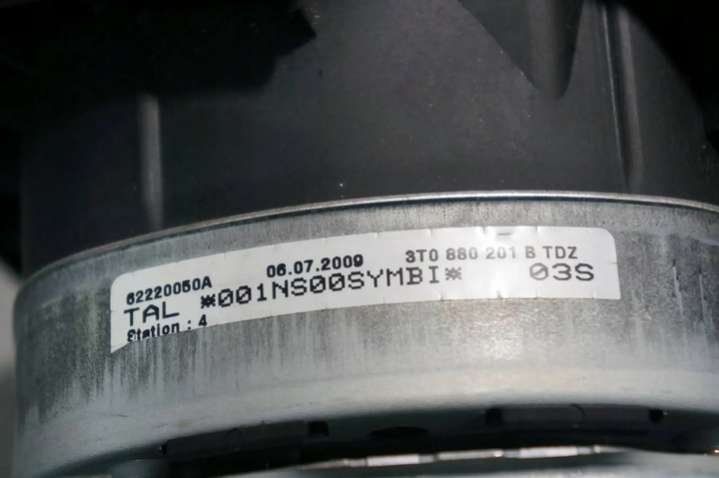 62220050A 06.07.2009 3T0 880 201 B TDZ
TAL *001NS00SYMBI* 03S
Station : 4